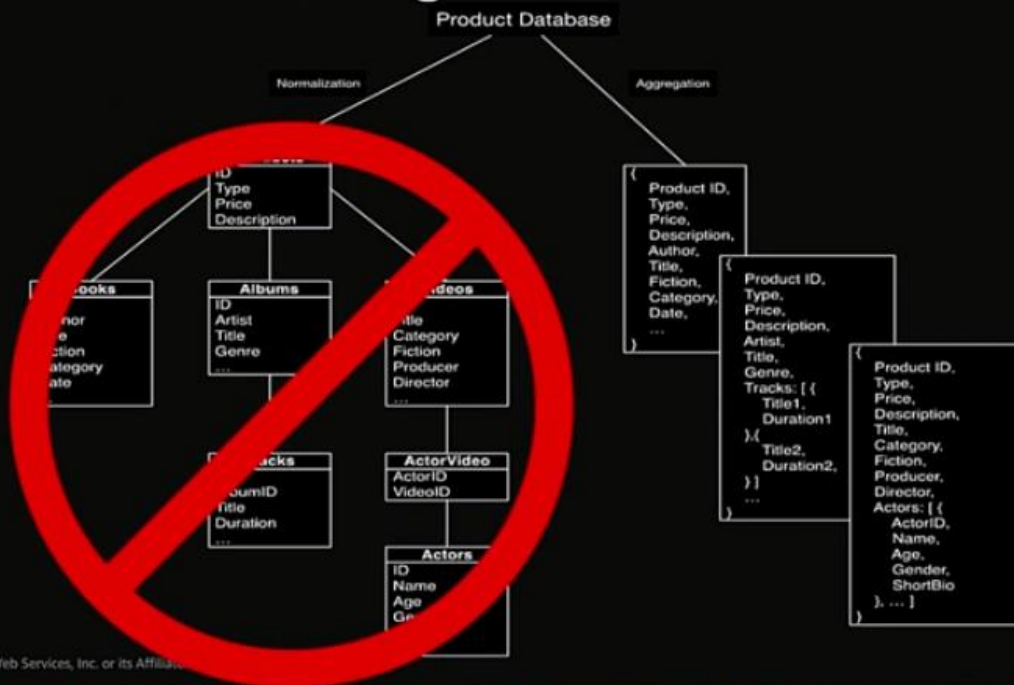 Product Database
Normalization
Aggregation
ID
Type
Price
Description
Albums
ID
Artist
Title
Genre
...
Category
Fiction
Producer
Director
...
Title
Duration
...
ActorVideo
ActorID
VideoID
Actors
ID
Name
Age
{
Product ID,
Type,
Price,
Description,
Author,
Title,
Fiction,
Category,
Date,
...
}
{
Product ID,
Type,
Price,
Description,
Artist,
Title,
Genre,
Tracks: [ {
Title1,
Duration1
},{
Title2,
Duration2,
} ]
...
}
{
Product ID,
Type,
Price,
Description,
Title,
Category,
Fiction,
Producer,
Director,
Actors: [ {
ActorID,
Name,
Age,
Gender,
ShortBio
}, ... ]
}
Web Services, Inc. or its